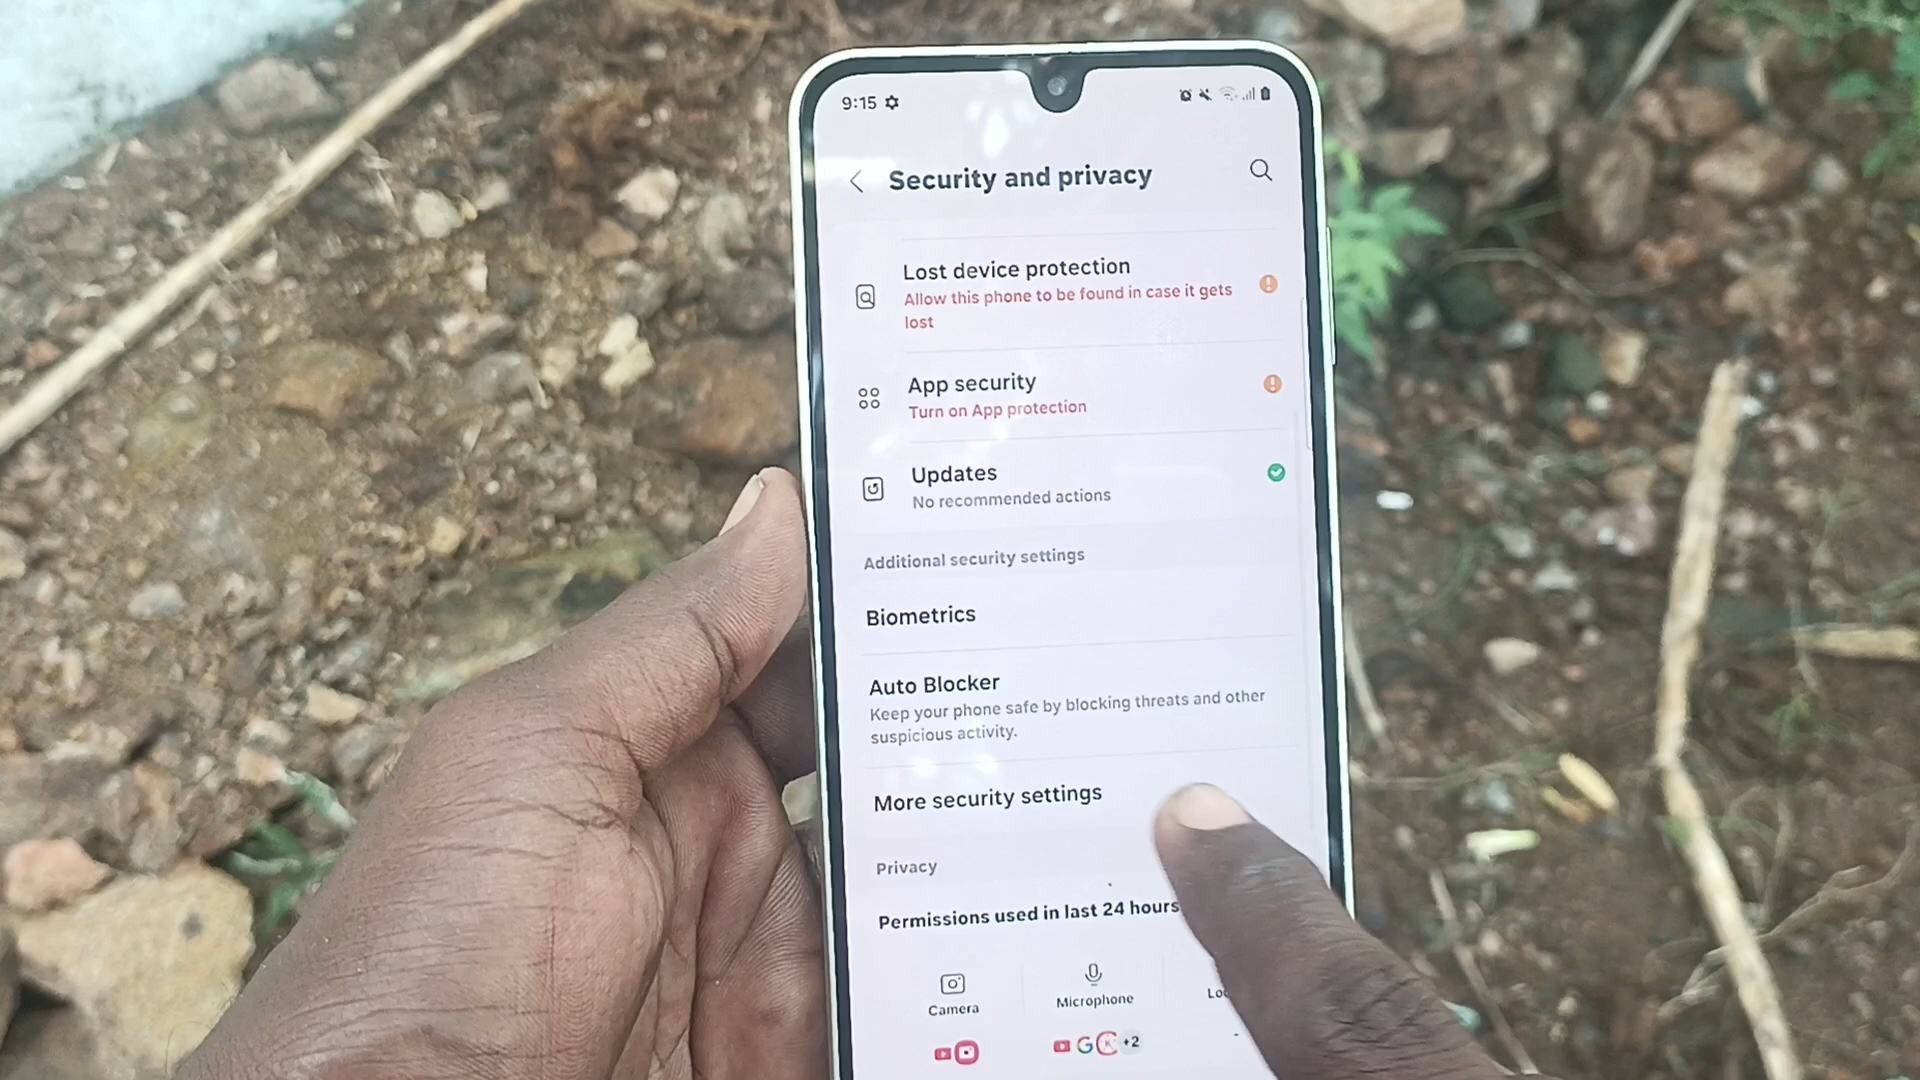 9:15
Security and privacy
Lost device protection
Allow this phone to be found in case it gets
lost
App security
Turn on App protection
Updates
No recommended actions
Additional security settings
Biometrics
Auto Blocker
Keep your phone safe by blocking threats and other
suspicious activity.
More security settings
Privacy
Permissions used in last 24 hours
Camera
Microphone
G K +2